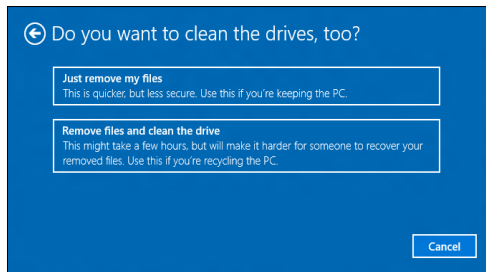 Do you want to clean the drives, too?
Just remove my files
This is quicker, but less secure. Use this if you're keeping the PC.
Remove files and clean the drive
This might take a few hours, but will make it harder for someone to recover your
removed files. Use this if you're recycling the PC.
Cancel